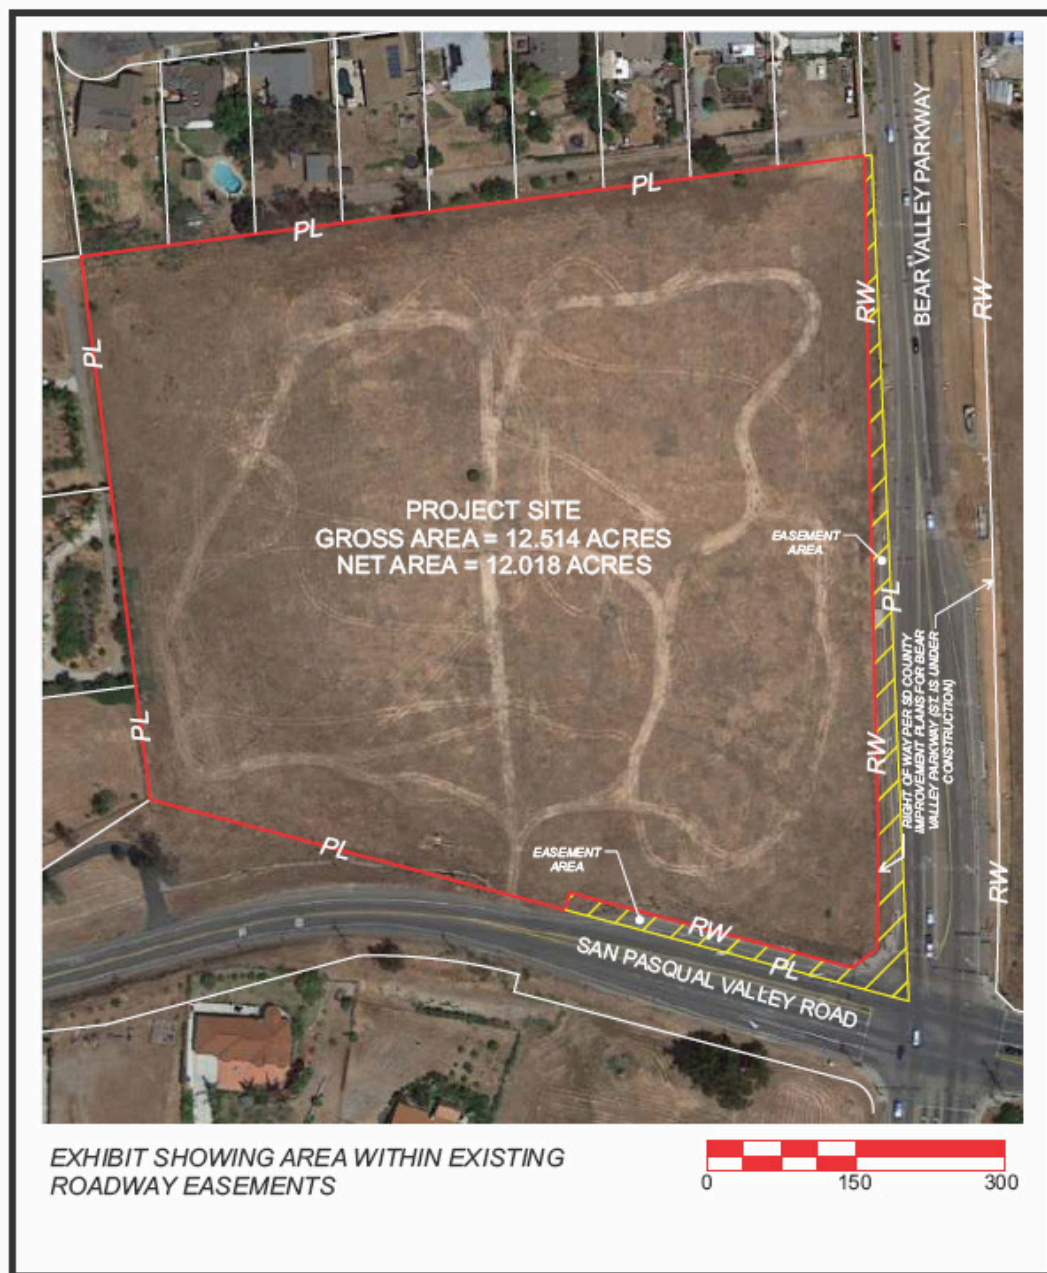 PL
PL
BEAR VALLEY PARKWAY
RW
RW
PL
PROJECT SITE
GROSS AREA = 12.514 ACRES
NET AREA = 12.018 ACRES
EASEMENT
AREA
PL
RIGHT OF WAY PER SD COUNTY
IMPROVEMENT PLANS FOR BEAR
VALLEY PARKWAY (ST. IS UNDER
CONSTRUCTION)
PL
RW
PL
EASEMENT
AREA
RW
RW
PL
SAN PASQUAL VALLEY ROAD
EXHIBIT SHOWING AREA WITHIN EXISTING
ROADWAY EASEMENTS
0 150 300